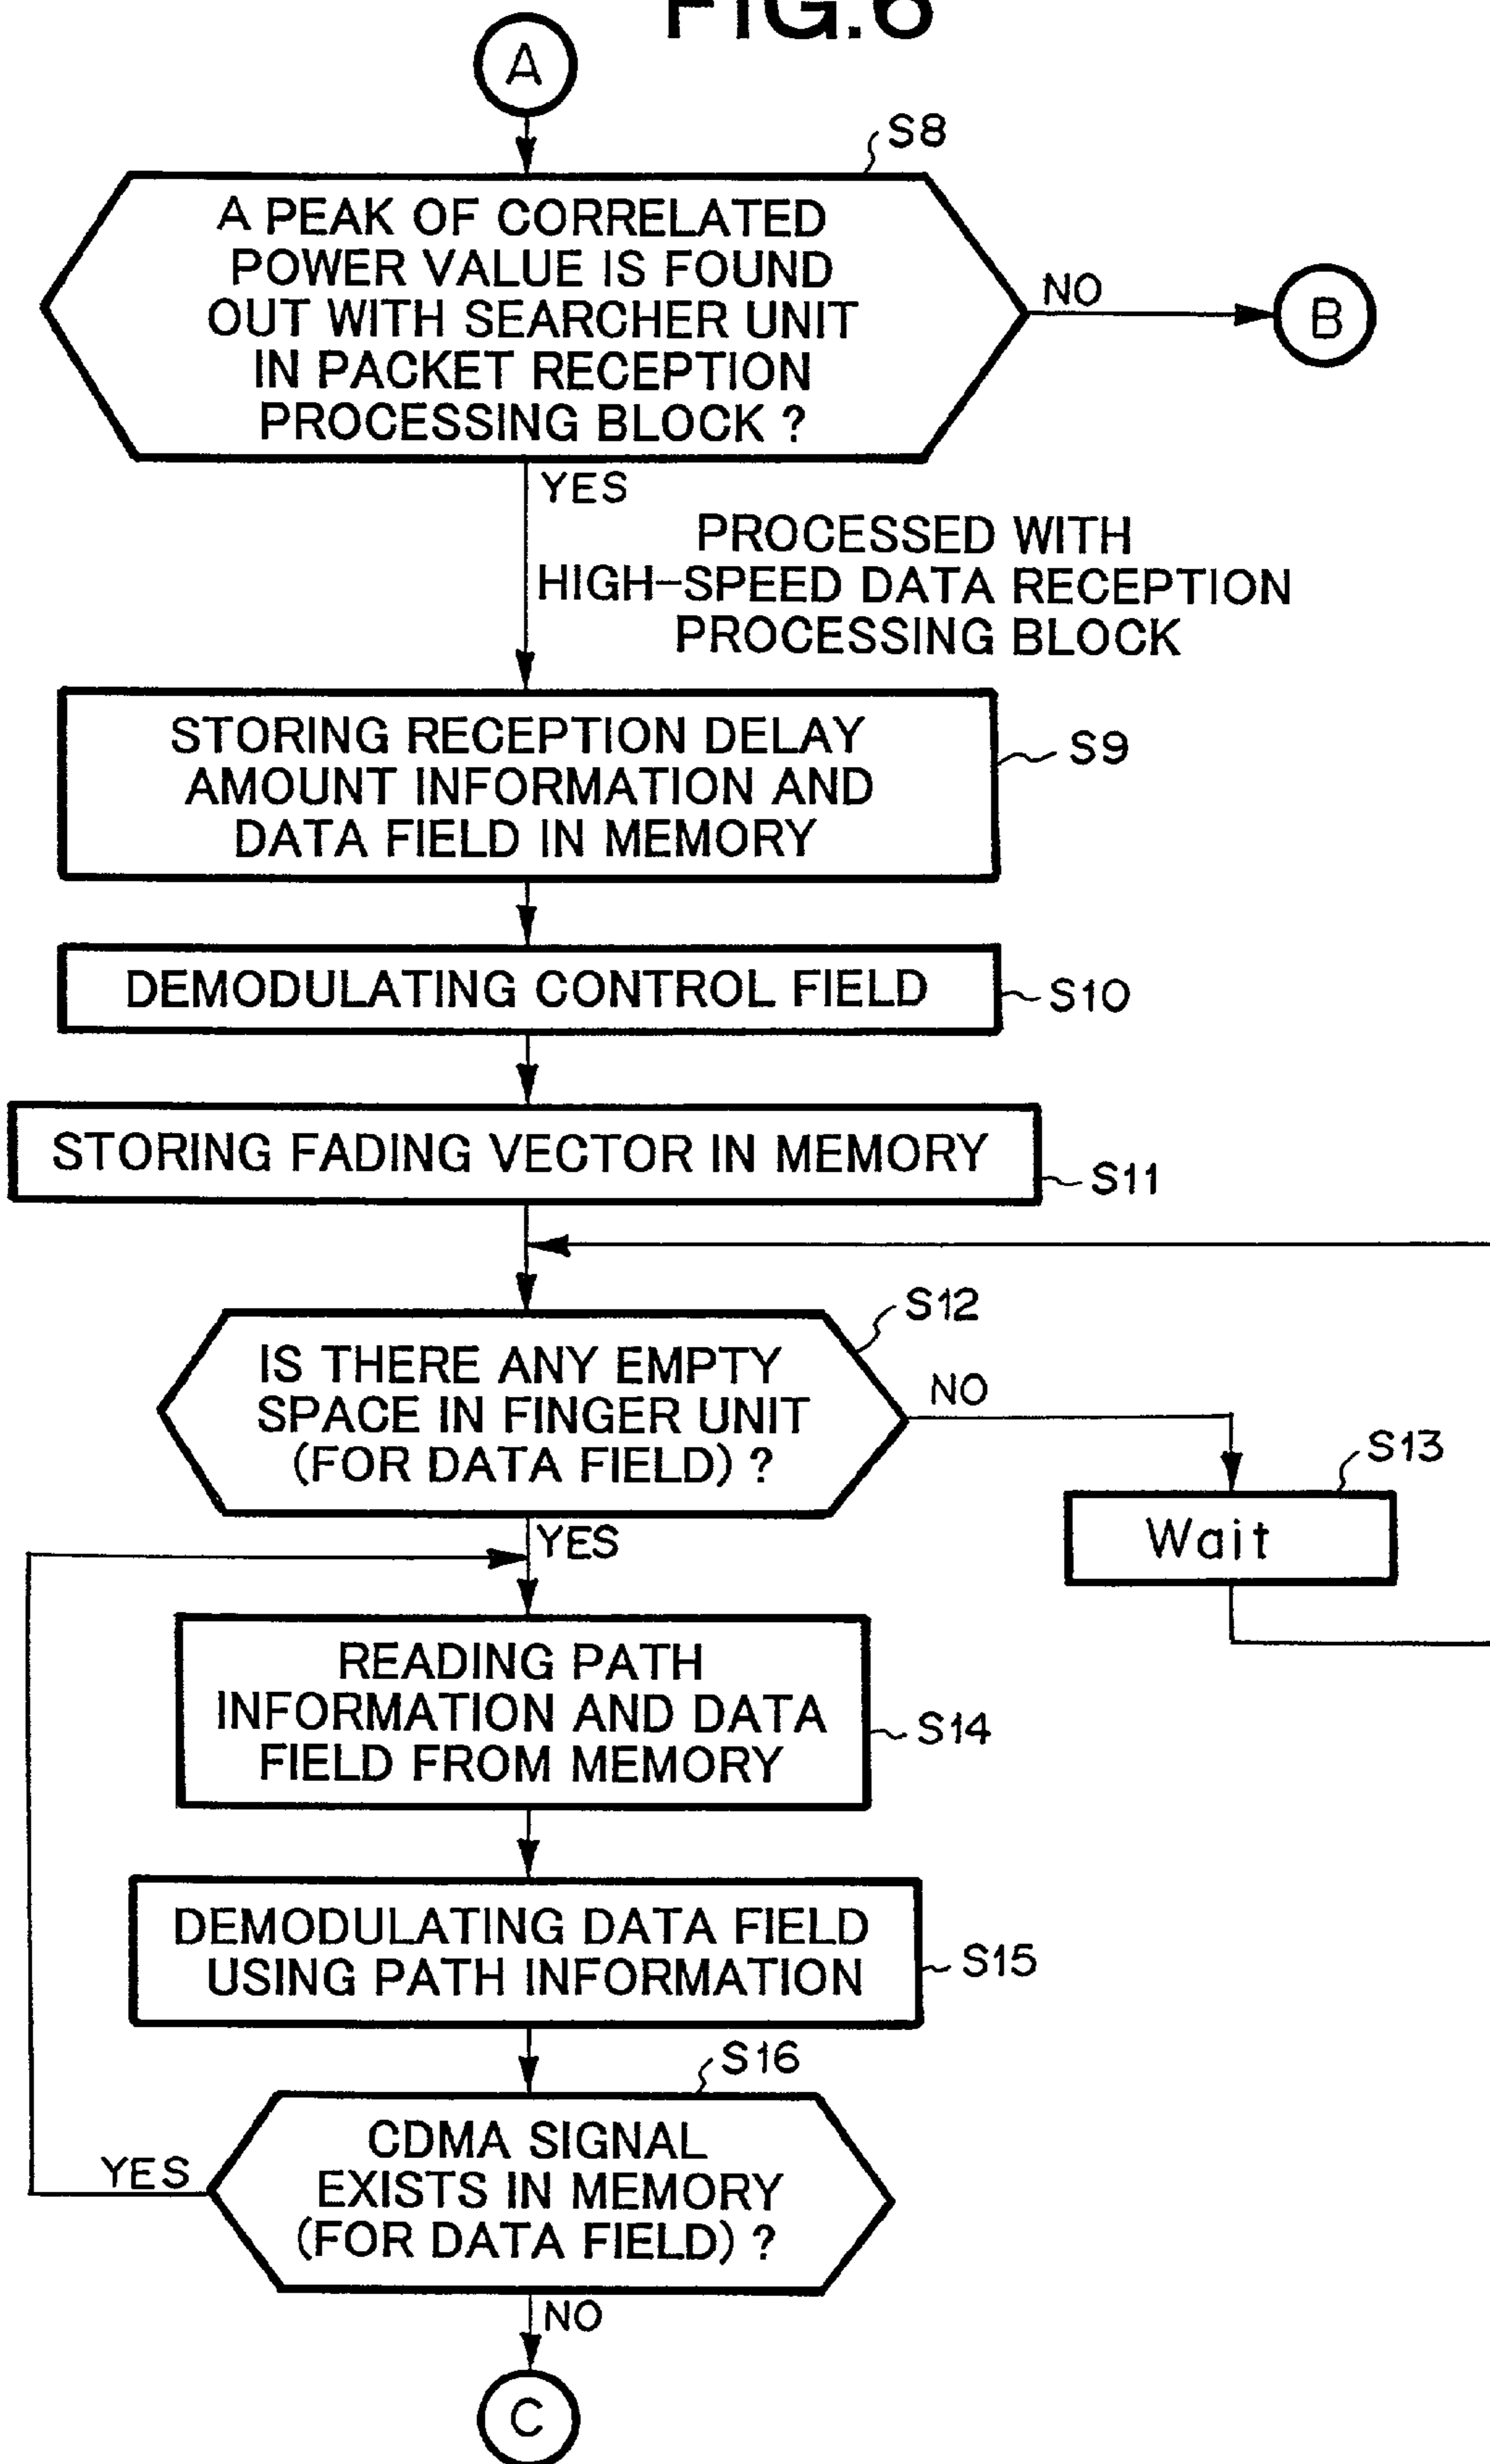 FIG.6
A
S8
A PEAK OF CORRELATED
POWER VALUE IS FOUND
OUT WITH SEARCHER UNIT
IN PACKET RECEPTION
PROCESSING BLOCK ?
NO
B
YES
PROCESSED WITH
HIGH-SPEED DATA RECEPTION
PROCESSING BLOCK
STORING RECEPTION DELAY
AMOUNT INFORMATION AND
DATA FIELD IN MEMORY
S9
DEMODULATING CONTROL FIELD
S10
STORING FADING VECTOR IN MEMORY
S11
S12
IS THERE ANY EMPTY
SPACE IN FINGER UNIT
(FOR DATA FIELD) ?
NO
S13
Wait
YES
READING PATH
INFORMATION AND DATA
FIELD FROM MEMORY
S14
DEMODULATING DATA FIELD
USING PATH INFORMATION
S15
S16
CDMA SIGNAL
EXISTS IN MEMORY
(FOR DATA FIELD) ?
YES
NO
C